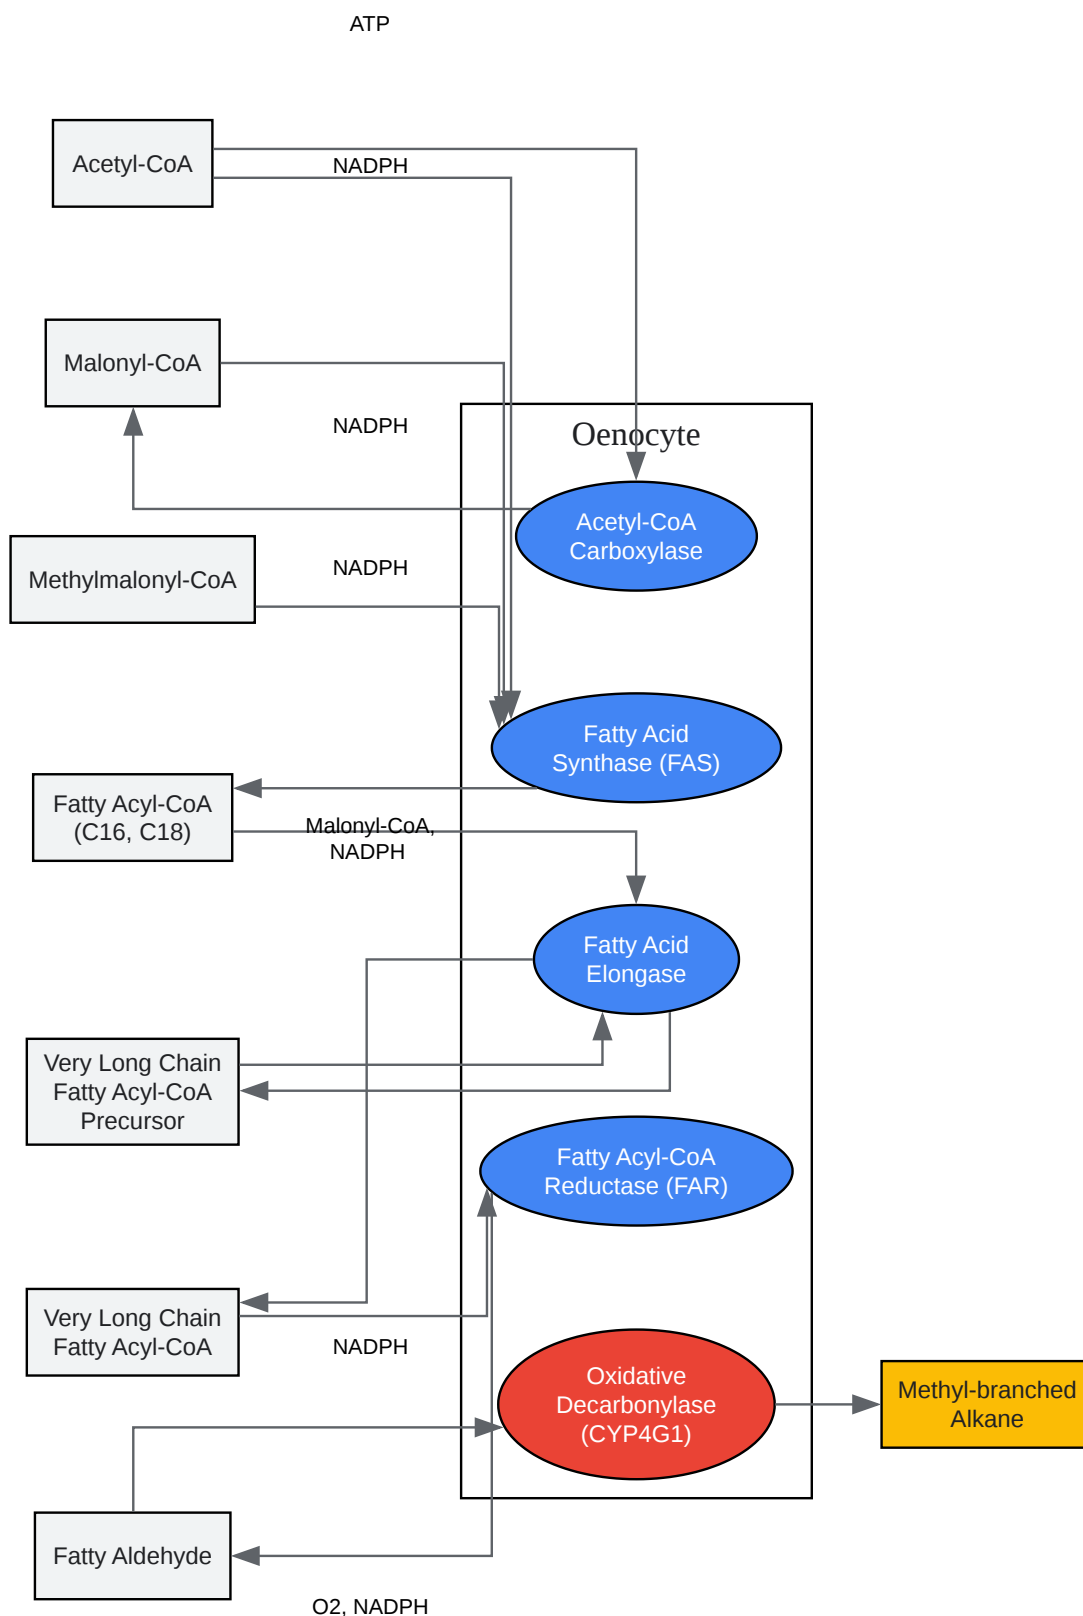 ATP
Acetyl-CoA
NADPH
Malonyl-CoA
NADPH
Oenocyte
Acetyl-CoA
Carboxylase
Methylmalonyl-CoA
NADPH
Fatty Acid
Synthase (FAS)
Fatty Acyl-CoA
(C16, C18)
Malonyl-CoA,
NADPH
Fatty Acid
Elongase
Very Long Chain
Fatty Acyl-CoA
Precursor
Fatty Acyl-CoA
Reductase (FAR)
Very Long Chain
Fatty Acyl-CoA
NADPH
Oxidative
Decarbonylase
(CYP4G1)
Methyl-branched
Alkane
Fatty Aldehyde
O2, NADPH